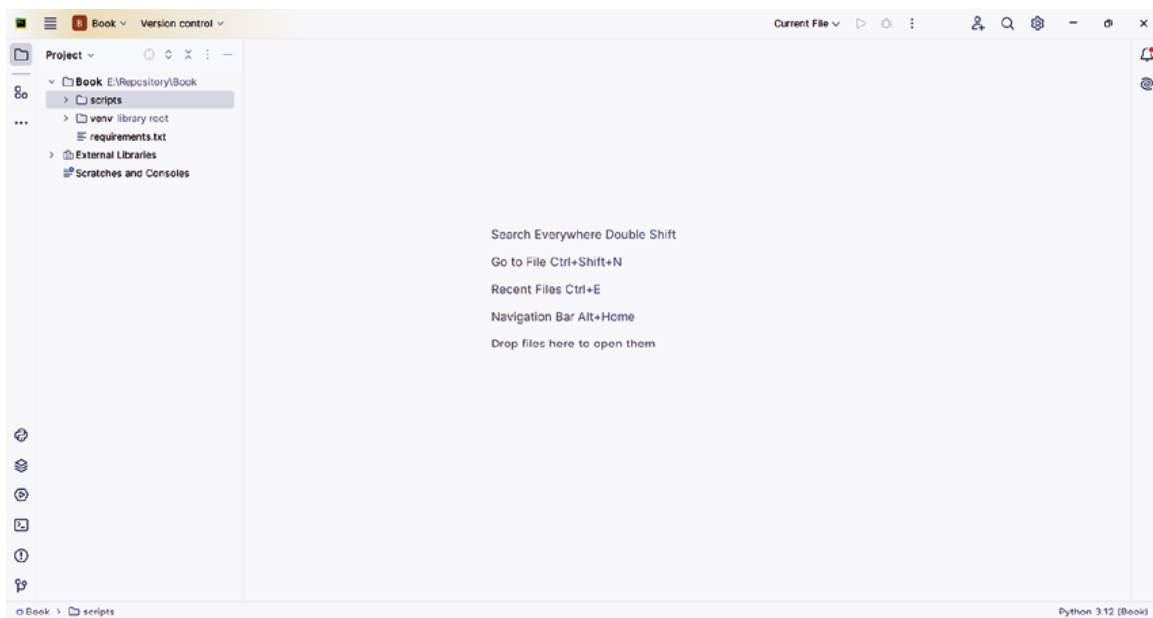 B Book Version control Current File
Project
Book E:\Repository\Book
scripts
venv library root
requirements.txt
External Libraries
Scratches and Consoles
Search Everywhere Double Shift
Go to File Ctrl+Shift+N
Recent Files Ctrl+E
Navigation Bar Alt+Home
Drop files here to open them
Book > scripts Python 3.12 (Book)